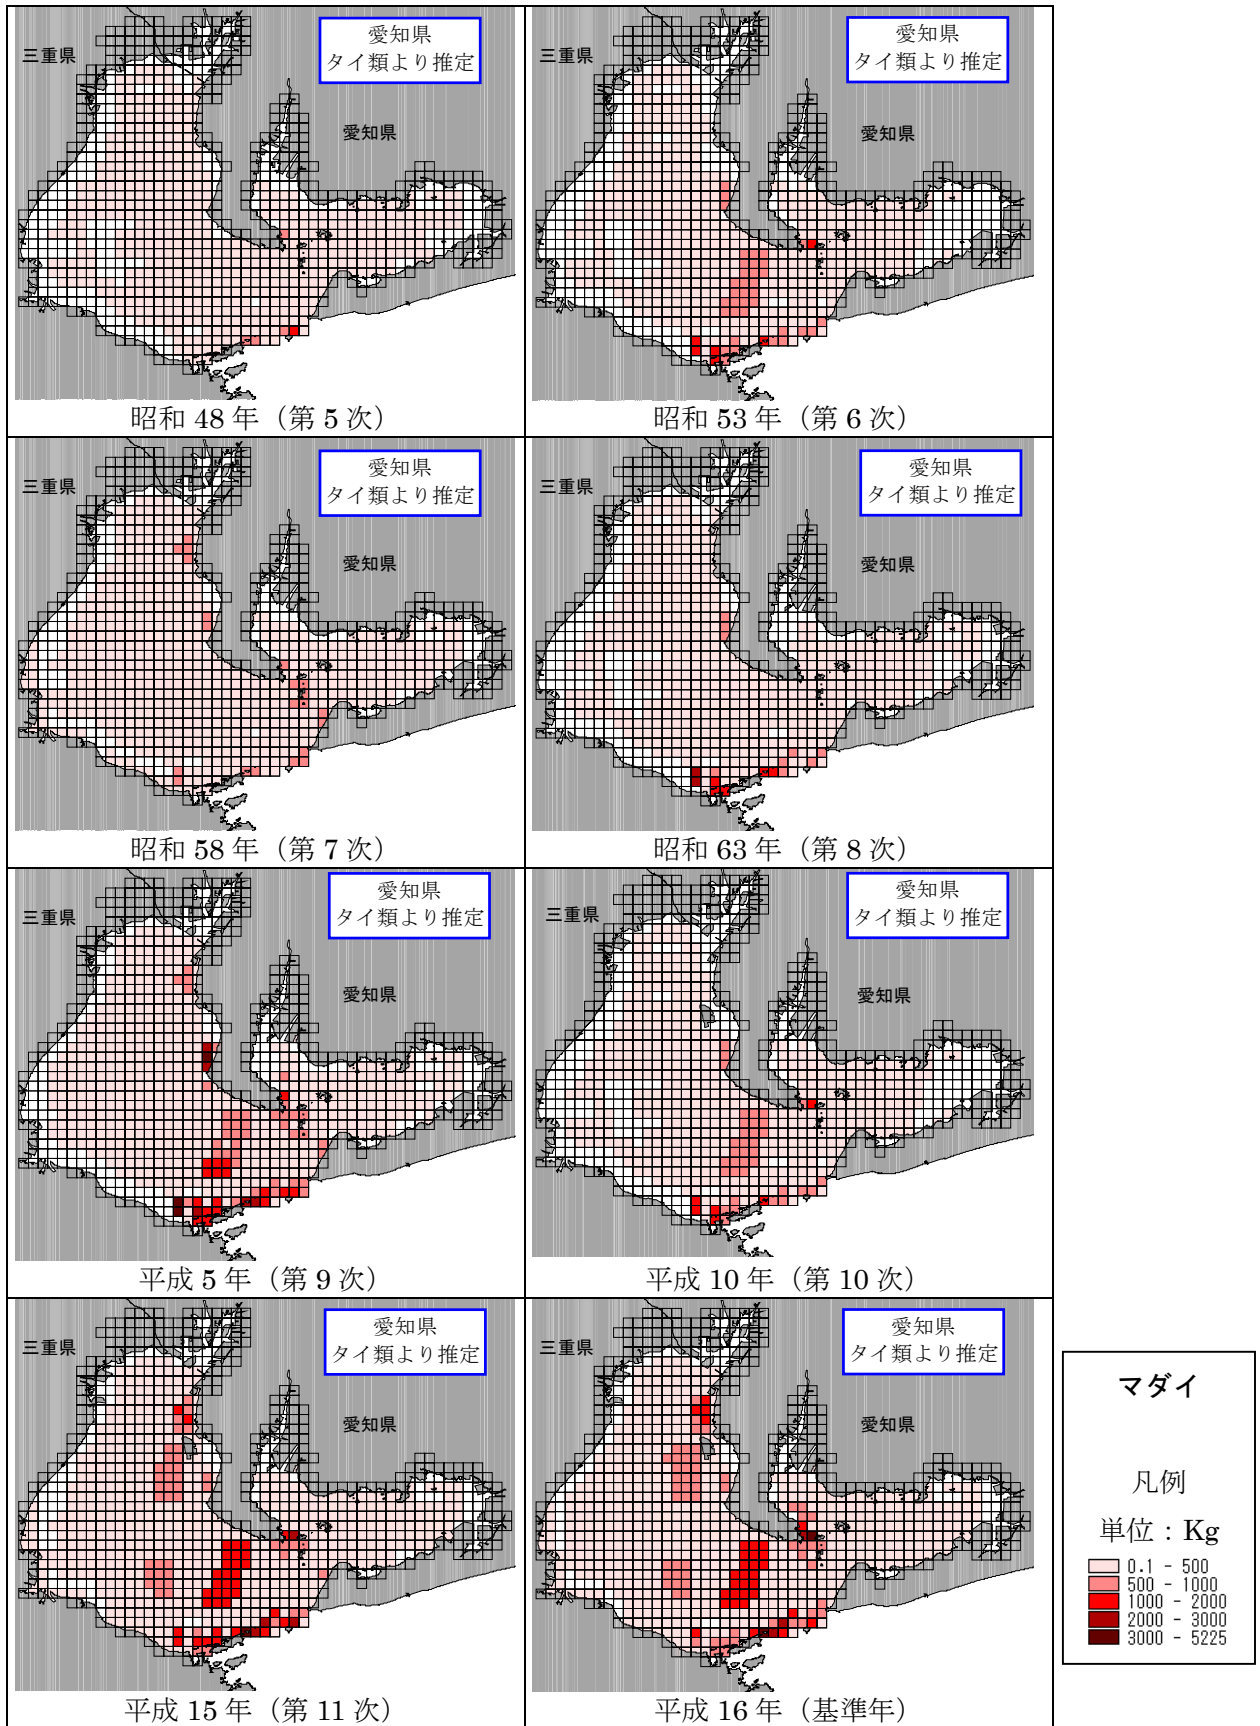 三重県
愛知県
タイ類より推定
愛知県
昭和 48 年（第 5 次）
三重県
愛知県
タイ類より推定
愛知県
昭和 53 年（第 6 次）
三重県
愛知県
タイ類より推定
愛知県
昭和 58 年（第 7 次）
三重県
愛知県
タイ類より推定
愛知県
昭和 63 年（第 8 次）
三重県
愛知県
タイ類より推定
愛知県
平成 5 年（第 9 次）
三重県
愛知県
タイ類より推定
愛知県
平成 10 年（第 10 次）
三重県
愛知県
タイ類より推定
愛知県
平成 15 年（第 11 次）
三重県
愛知県
タイ類より推定
愛知県
平成 16 年（基準年）
マダイ
凡例
単位：Kg
0.1 - 500
500 - 1000
1000 - 2000
2000 - 3000
3000 - 5225